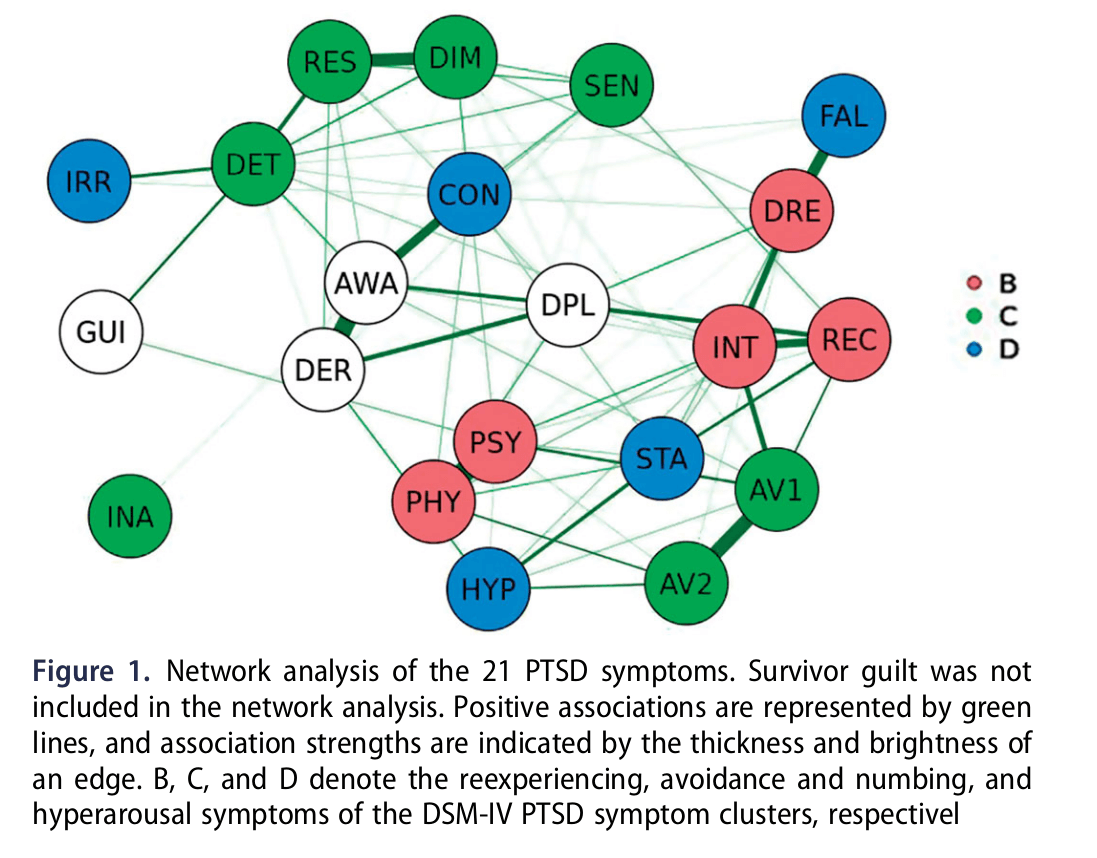 RES
DIM
SEN
FAL
DET
IRR
CON
DRE
AWA
DPL
GUI
INT
REC
DER
PSY
STA
PHY
AV1
INA
HYP
AV2
B
C
D
Figure 1. Network analysis of the 21 PTSD symptoms. Survivor guilt was not
included in the network analysis. Positive associations are represented by green
lines, and association strengths are indicated by the thickness and brightness of
an edge. B, C, and D denote the reexperiencing, avoidance and numbing, and
hyperarousal symptoms of the DSM-IV PTSD symptom clusters, respectivel